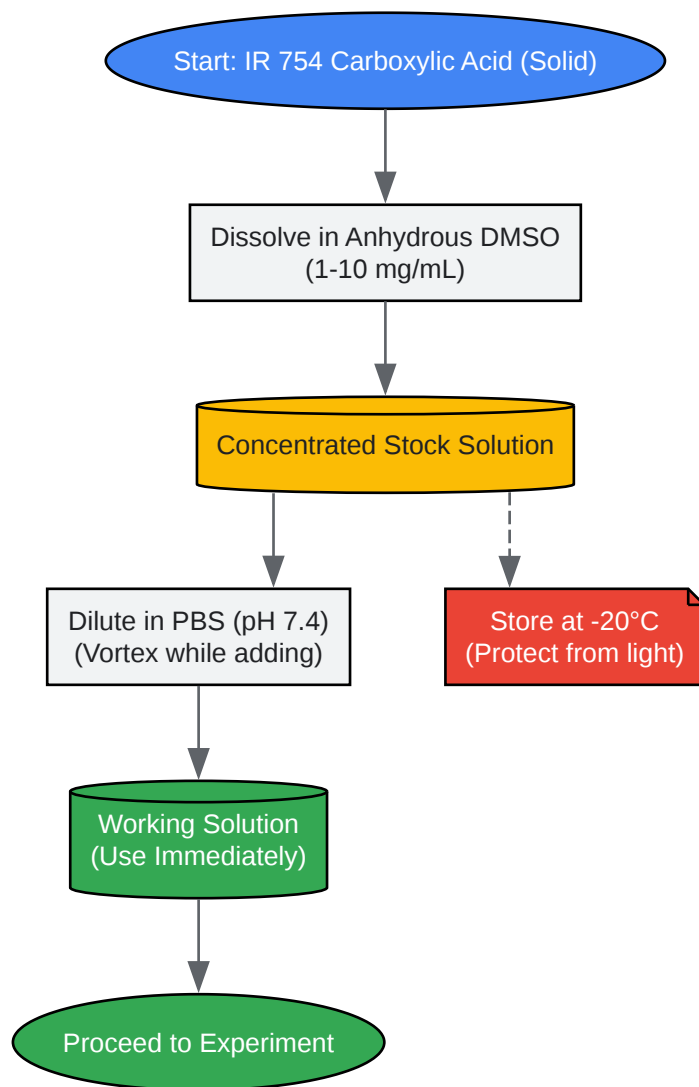 Start: IR 754 Carboxylic Acid (Solid)
Dissolve in Anhydrous DMSO
(1-10 mg/mL)
Concentrated Stock Solution
Dilute in PBS (pH 7.4)
(Vortex while adding)
Store at -20°C
(Protect from light)
Working Solution
(Use Immediately)
Proceed to Experiment